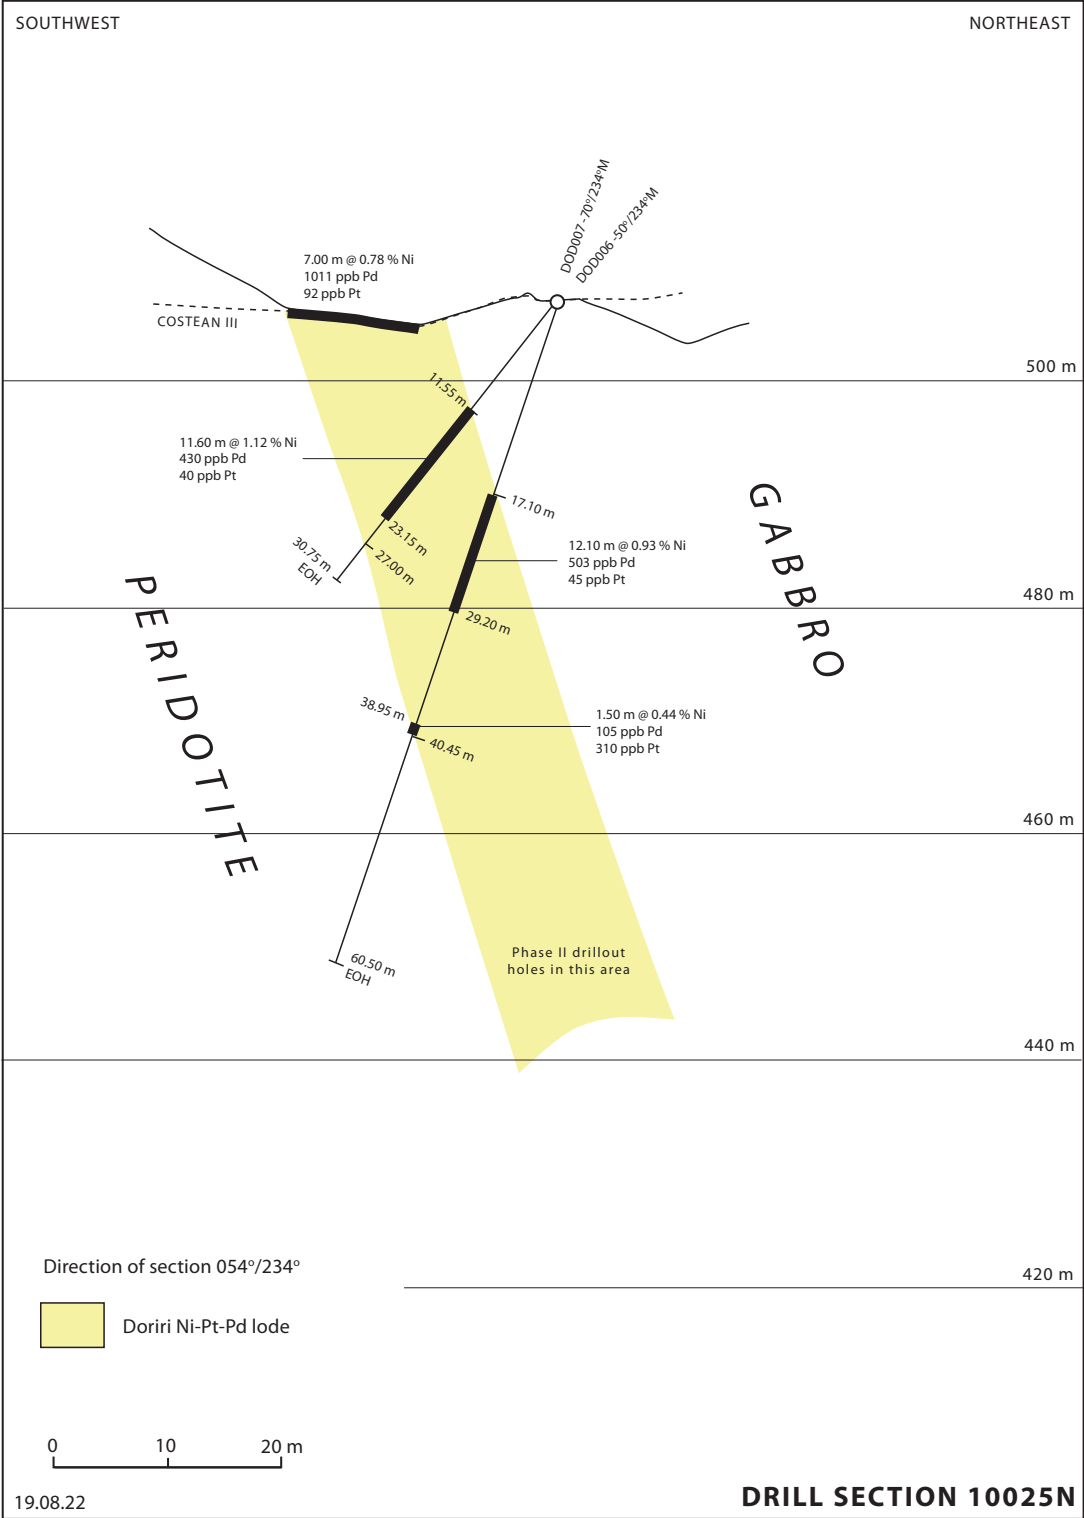 SOUTHWEST
NORTHEAST
DOD007 -70°/234°M
DOD006 -50°/234°M
7.00 m @ 0.78 % Ni
1011 ppb Pd
92 ppb Pt
COSTEAN III
500 m
11.55 m
11.60 m @ 1.12 % Ni
430 ppb Pd
40 ppb Pt
17.10 m
23.15 m
27.00 m
30.75 m
EOH
12.10 m @ 0.93 % Ni
503 ppb Pd
45 ppb Pt
GABBRO
480 m
29.20 m
PERIDOTITE
38.95 m
40.45 m
1.50 m @ 0.44 % Ni
105 ppb Pd
310 ppb Pt
460 m
60.50 m
EOH
Phase II drillout
holes in this area
440 m
420 m
Direction of section 054°/234°
Doriri Ni-Pt-Pd lode
0 10 20 m
19.08.22
DRILL SECTION 10025N